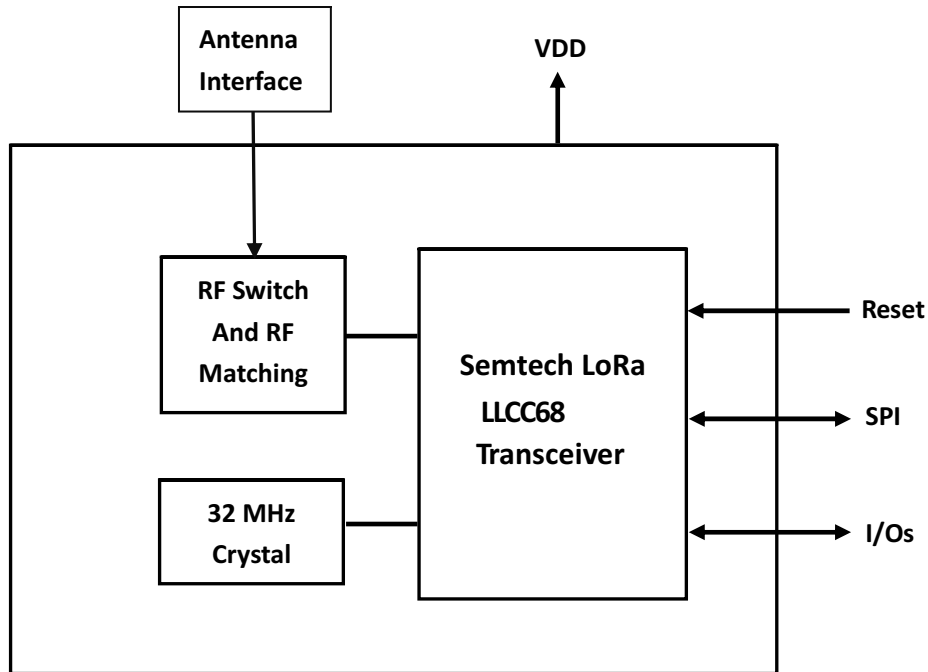 Antenna
Interface
VDD
RF Switch
And RF
Matching
Semtech LoRa
LLCC68
Transceiver
32 MHz
Crystal
Reset
SPI
I/Os